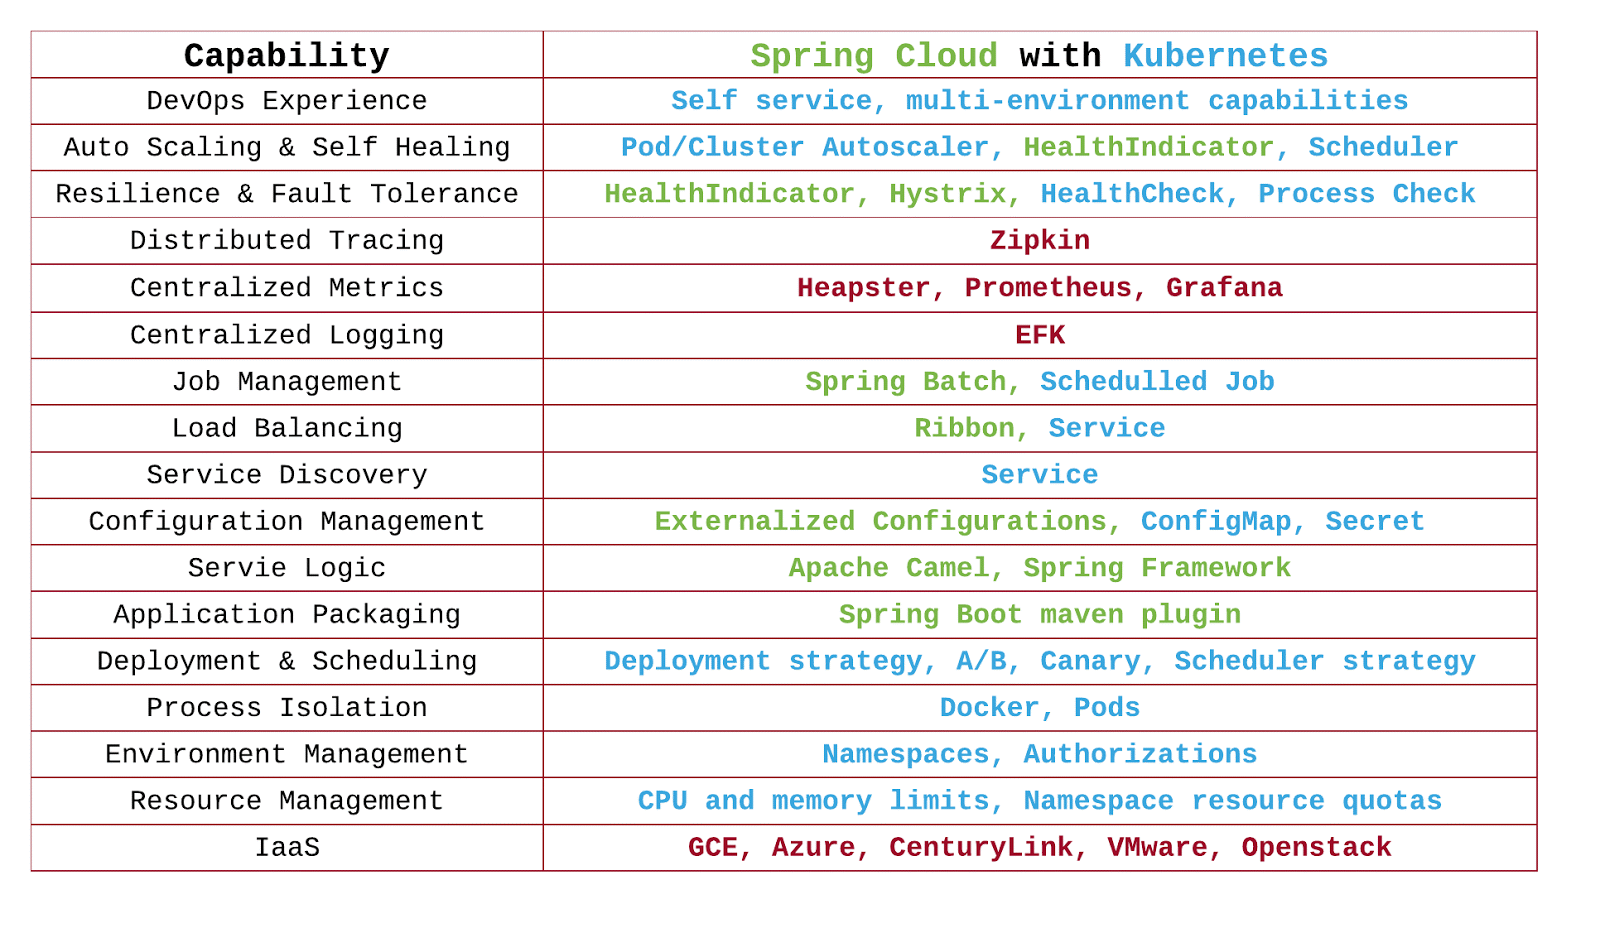 Capability Spring Cloud with Kubernetes
DevOps Experience Self service, multi-environment capabilities
Auto Scaling & Self Healing Pod/Cluster Autoscaler, HealthIndicator, Scheduler
Resilience & Fault Tolerance HealthIndicator, Hystrix, HealthCheck, Process Check
Distributed Tracing Zipkin
Centralized Metrics Heapster, Prometheus, Grafana
Centralized Logging EFK
Job Management Spring Batch, Schedulled Job
Load Balancing Ribbon, Service
Service Discovery Service
Configuration Management Externalized Configurations, ConfigMap, Secret
Servie Logic Apache Camel, Spring Framework
Application Packaging Spring Boot maven plugin
Deployment & Scheduling Deployment strategy, A/B, Canary, Scheduler strategy
Process Isolation Docker, Pods
Environment Management Namespaces, Authorizations
Resource Management CPU and memory limits, Namespace resource quotas
IaaS GCE, Azure, CenturyLink, VMware, Openstack